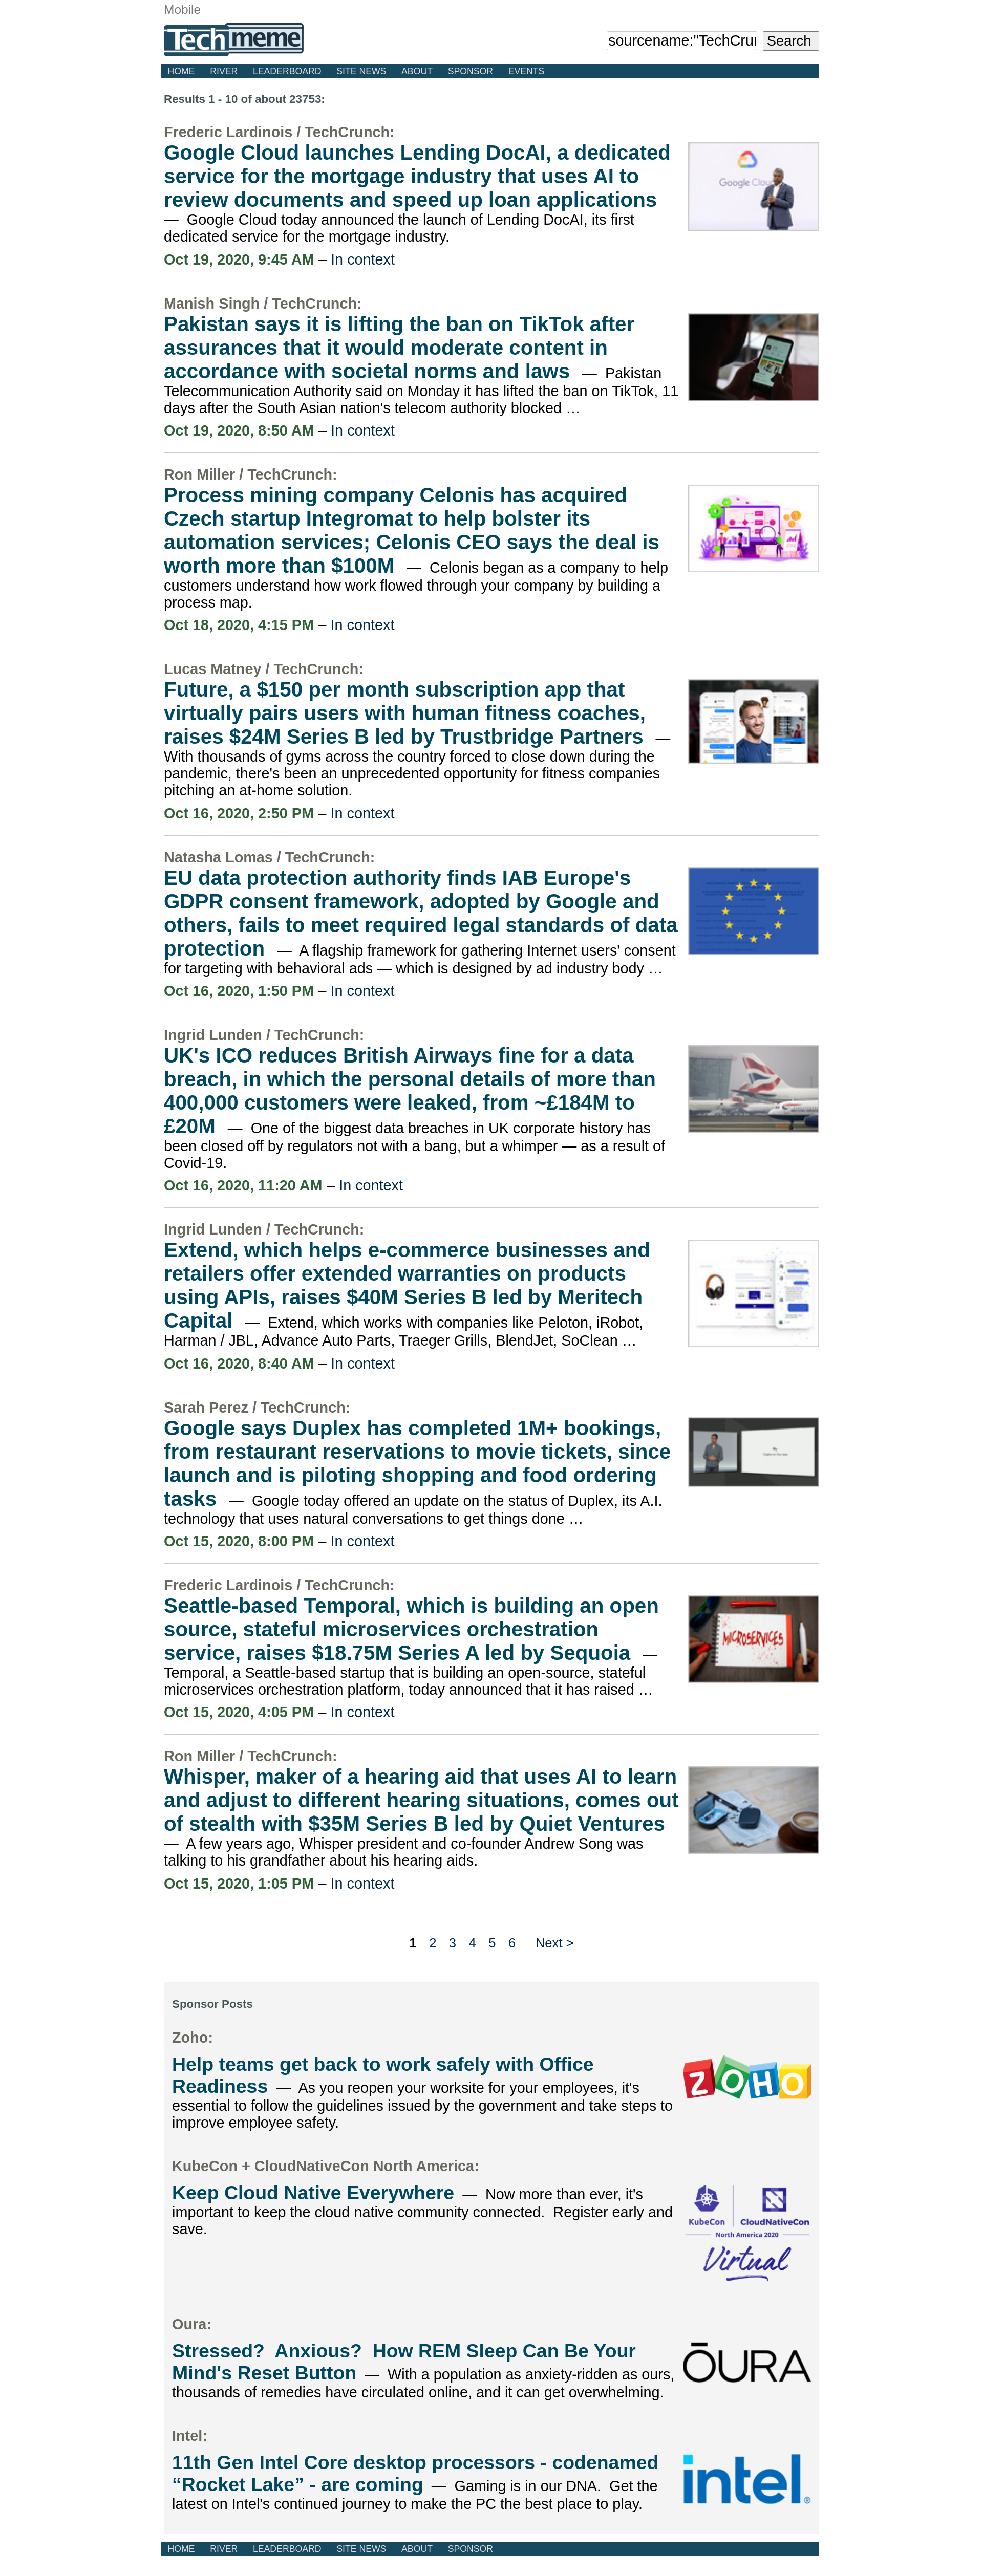 Mobile
Techmeme
sourcename:"TechCru
Search
HOME RIVER LEADERBOARD SITE NEWS ABOUT SPONSOR EVENTS
Results 1 - 10 of about 23753:
Frederic Lardinois / TechCrunch:
Google Cloud launches Lending DocAI, a dedicated
service for the mortgage industry that uses AI to
review documents and speed up loan applications
— Google Cloud today announced the launch of Lending DocAI, its first
dedicated service for the mortgage industry.
Oct 19, 2020, 9:45 AM – In context
Google Cloud
Manish Singh / TechCrunch:
Pakistan says it is lifting the ban on TikTok after
assurances that it would moderate content in
accordance with societal norms and laws — Pakistan
Telecommunication Authority said on Monday it has lifted the ban on TikTok, 11
days after the South Asian nation's telecom authority blocked …
Oct 19, 2020, 8:50 AM – In context
Ron Miller / TechCrunch:
Process mining company Celonis has acquired
Czech startup Integromat to help bolster its
automation services; Celonis CEO says the deal is
worth more than $100M — Celonis began as a company to help
customers understand how work flowed through your company by building a
process map.
Oct 18, 2020, 4:15 PM – In context
Lucas Matney / TechCrunch:
Future, a $150 per month subscription app that
virtually pairs users with human fitness coaches,
raises $24M Series B led by Trustbridge Partners —
With thousands of gyms across the country forced to close down during the
pandemic, there's been an unprecedented opportunity for fitness companies
pitching an at-home solution.
Oct 16, 2020, 2:50 PM – In context
Natasha Lomas / TechCrunch:
EU data protection authority finds IAB Europe's
GDPR consent framework, adopted by Google and
others, fails to meet required legal standards of data
protection — A flagship framework for gathering Internet users' consent
for targeting with behavioral ads — which is designed by ad industry body …
Oct 16, 2020, 1:50 PM – In context
Ingrid Lunden / TechCrunch:
UK's ICO reduces British Airways fine for a data
breach, in which the personal details of more than
400,000 customers were leaked, from ~£184M to
£20M — One of the biggest data breaches in UK corporate history has
been closed off by regulators not with a bang, but a whimper — as a result of
Covid-19.
Oct 16, 2020, 11:20 AM – In context
Ingrid Lunden / TechCrunch:
Extend, which helps e-commerce businesses and
retailers offer extended warranties on products
using APIs, raises $40M Series B led by Meritech
Capital — Extend, which works with companies like Peloton, iRobot,
Harman / JBL, Advance Auto Parts, Traeger Grills, BlendJet, SoClean …
Oct 16, 2020, 8:40 AM – In context
Sarah Perez / TechCrunch:
Google says Duplex has completed 1M+ bookings,
from restaurant reservations to movie tickets, since
launch and is piloting shopping and food ordering
tasks — Google today offered an update on the status of Duplex, its A.I.
technology that uses natural conversations to get things done …
Oct 15, 2020, 8:00 PM – In context
Frederic Lardinois / TechCrunch:
Seattle-based Temporal, which is building an open
source, stateful microservices orchestration
service, raises $18.75M Series A led by Sequoia —
Temporal, a Seattle-based startup that is building an open-source, stateful
microservices orchestration platform, today announced that it has raised …
Oct 15, 2020, 4:05 PM – In context
MICROSERVICES
Ron Miller / TechCrunch:
Whisper, maker of a hearing aid that uses AI to learn
and adjust to different hearing situations, comes out
of stealth with $35M Series B led by Quiet Ventures
— A few years ago, Whisper president and co-founder Andrew Song was
talking to his grandfather about his hearing aids.
Oct 15, 2020, 1:05 PM – In context
1 2 3 4 5 6 Next >
Sponsor Posts
Zoho:
Help teams get back to work safely with Office
Readiness — As you reopen your worksite for your employees, it's
essential to follow the guidelines issued by the government and take steps to
improve employee safety.
ZOHO
KubeCon + CloudNativeCon North America:
Keep Cloud Native Everywhere — Now more than ever, it's
important to keep the cloud native community connected. Register early and
save.
KubeCon CloudNativeCon
North America 2020
Virtual
Oura:
Stressed? Anxious? How REM Sleep Can Be Your
Mind's Reset Button — With a population as anxiety-ridden as ours,
thousands of remedies have circulated online, and it can get overwhelming.
ŌURA
Intel:
11th Gen Intel Core desktop processors - codenamed
“Rocket Lake” - are coming — Gaming is in our DNA. Get the
latest on Intel's continued journey to make the PC the best place to play.
intel®
HOME RIVER LEADERBOARD SITE NEWS ABOUT SPONSOR